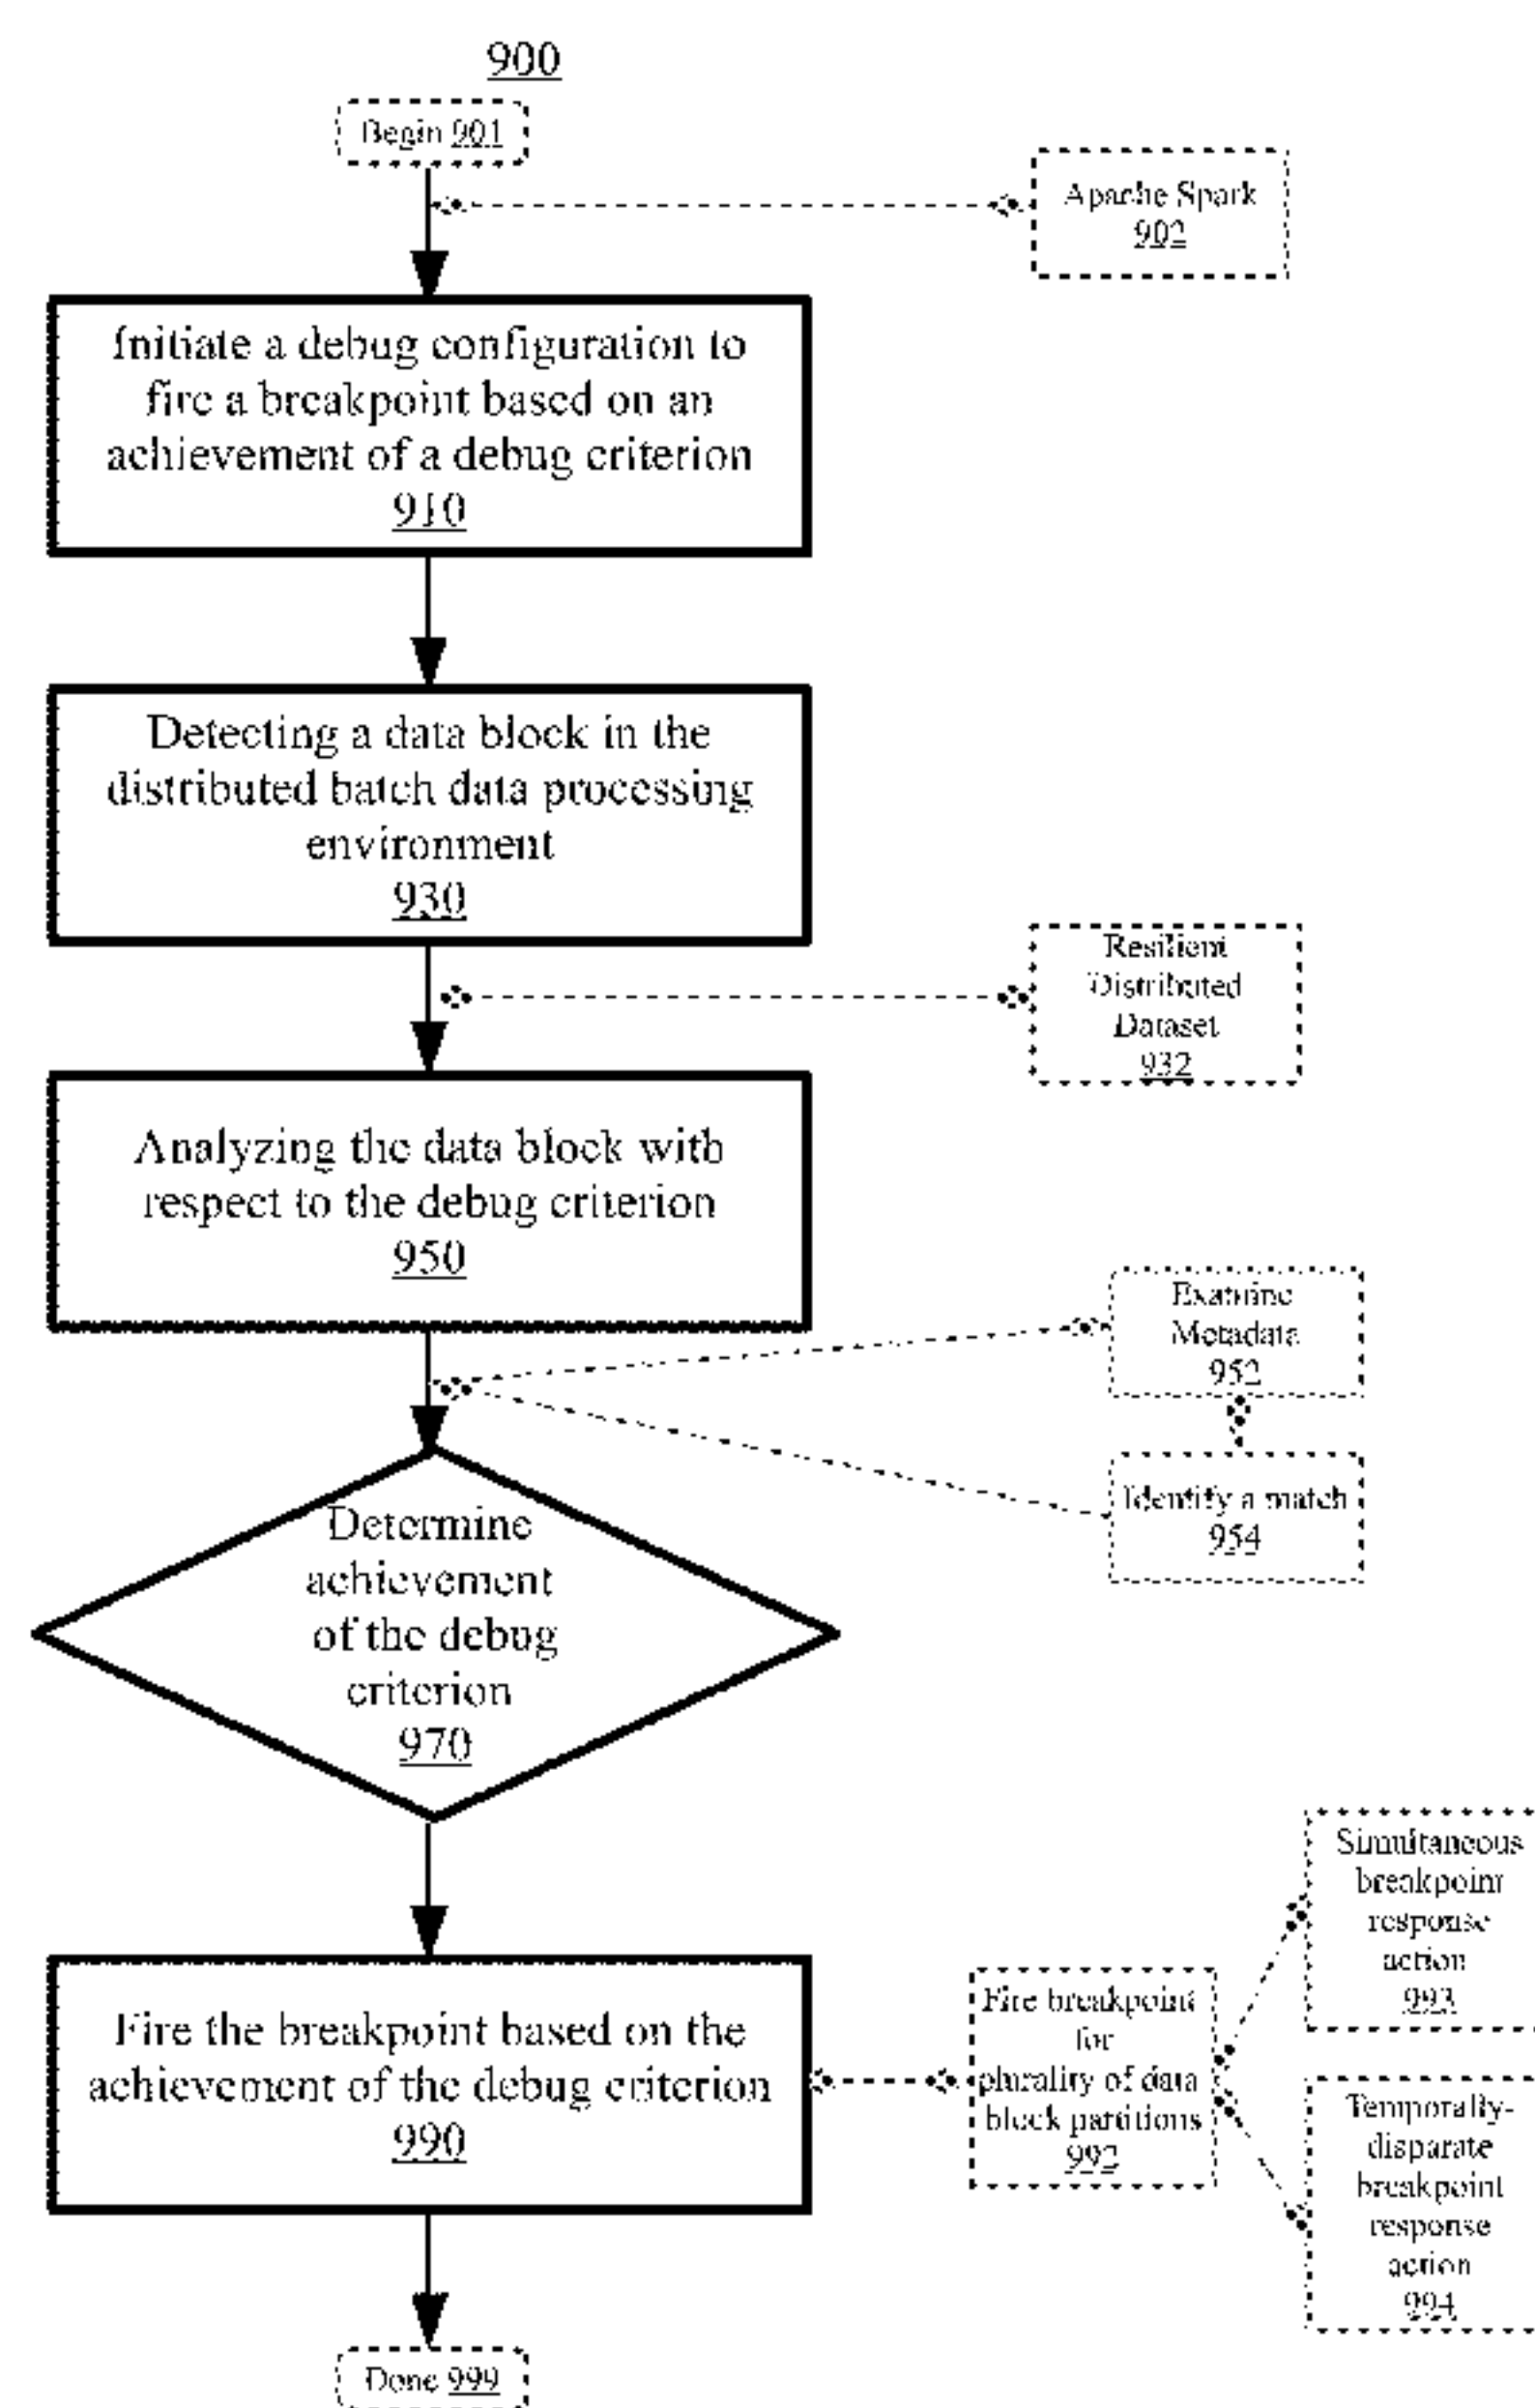 900
Begin 901
Apache Spark
902
Initiate a debug configuration to
fire a breakpoint based on an
achievement of a debug criterion
910
Detecting a data block in the
distributed batch data processing
environment
930
Resilient
Distributed
Dataset
932
Analyzing the data block with
respect to the debug criterion
950
Examine
Metadata
952
Identify a match
954
Determine
achievement
of the debug
criterion
970
Simultaneous
breakpoint
response
action
993
Fire breakpoint
for
plurality of data
block partitions
992
Fire the breakpoint based on the
achievement of the debug criterion
990
Temporally-
disparate
breakpoint
response
action
994
Done 999